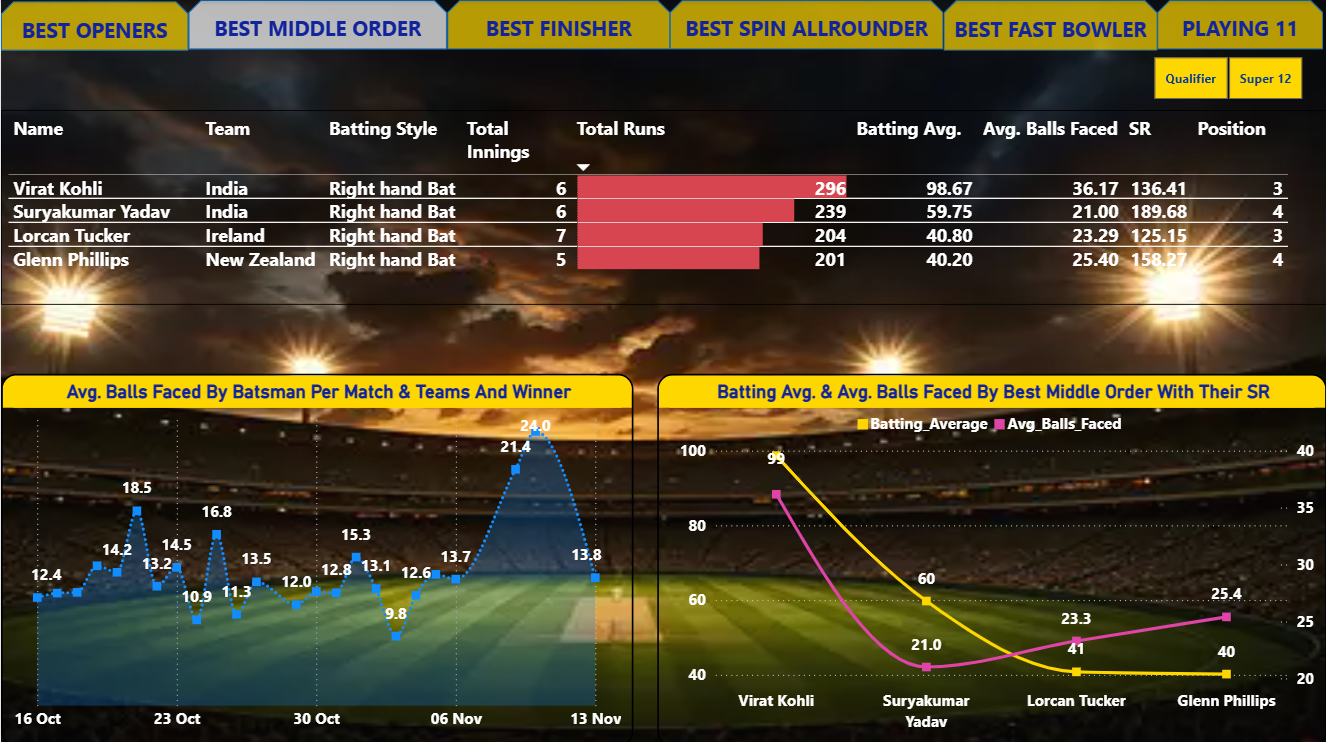 BEST OPENERS BEST MIDDLE ORDER BEST FINISHER BEST SPIN ALLROUNDER BEST FAST BOWLER PLAYING 11
Qualifier Super 12
Name Team Batting Style Total Innings Total Runs Batting Avg. Avg. Balls Faced SR Position
Virat Kohli India Right hand Bat 6 296 98.67 36.17 136.41 3
Suryakumar Yadav India Right hand Bat 6 239 59.75 21.00 189.68 4
Lorcan Tucker Ireland Right hand Bat 7 204 40.80 23.29 125.15 3
Glenn Phillips New Zealand Right hand Bat 5 201 40.20 25.40 158.27 4
Avg. Balls Faced By Batsman Per Match & Teams And Winner
12.4 14.2 18.5 13.2 14.5 10.9 16.8 11.3 13.5 12.0 12.8 15.3 13.1 9.8 12.6 13.7 21.4 24.0 13.8
16 Oct 23 Oct 30 Oct 06 Nov 13 Nov
Batting Avg. & Avg. Balls Faced By Best Middle Order With Their SR
Batting_Average Avg_Balls_Faced
100 80 60 40
99 60 41 40
21.0 23.3 25.4
40 35 30 25 20
Virat Kohli Suryakumar Yadav Lorcan Tucker Glenn Phillips